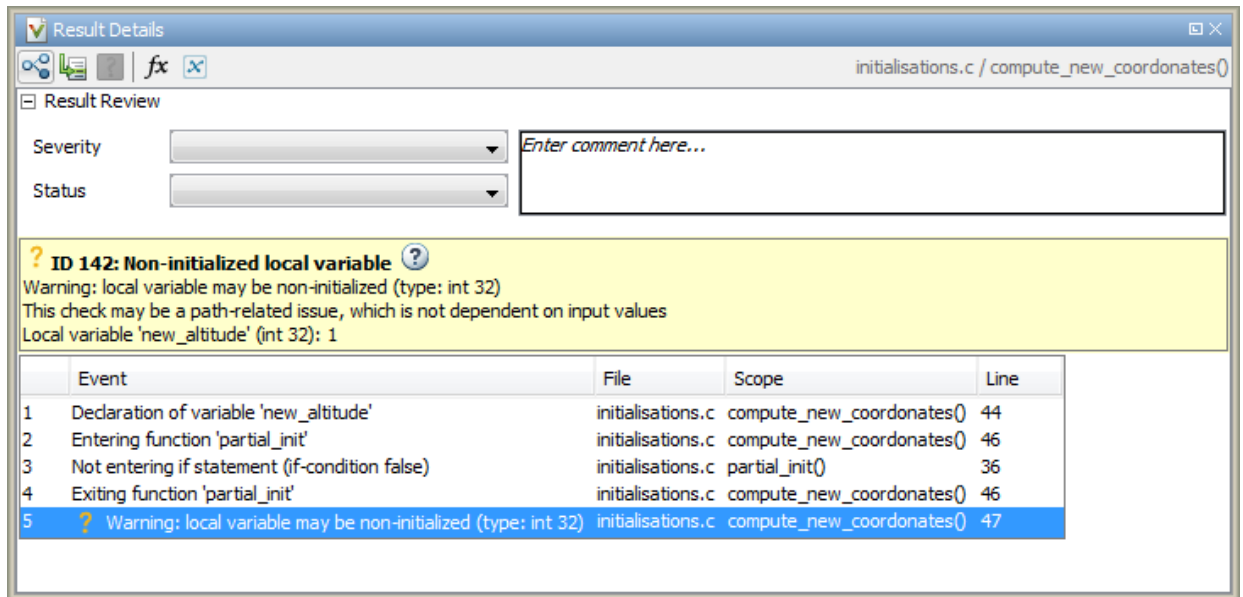 Result Details
fx x initialisations.c / compute_new_coordonates()
Result Review
Severity
Enter comment here...
Status
? ID 142: Non-initialized local variable ?
Warning: local variable may be non-initialized (type: int 32)
This check may be a path-related issue, which is not dependent on input values
Local variable 'new_altitude' (int 32): 1
Event File Scope Line
1 Declaration of variable 'new_altitude' initialisations.c compute_new_coordonates() 44
2 Entering function 'partial_init' initialisations.c compute_new_coordonates() 46
3 Not entering if statement (if-condition false) initialisations.c partial_init() 36
4 Exiting function 'partial_init' initialisations.c compute_new_coordonates() 46
5 ? Warning: local variable may be non-initialized (type: int 32) initialisations.c compute_new_coordonates() 47